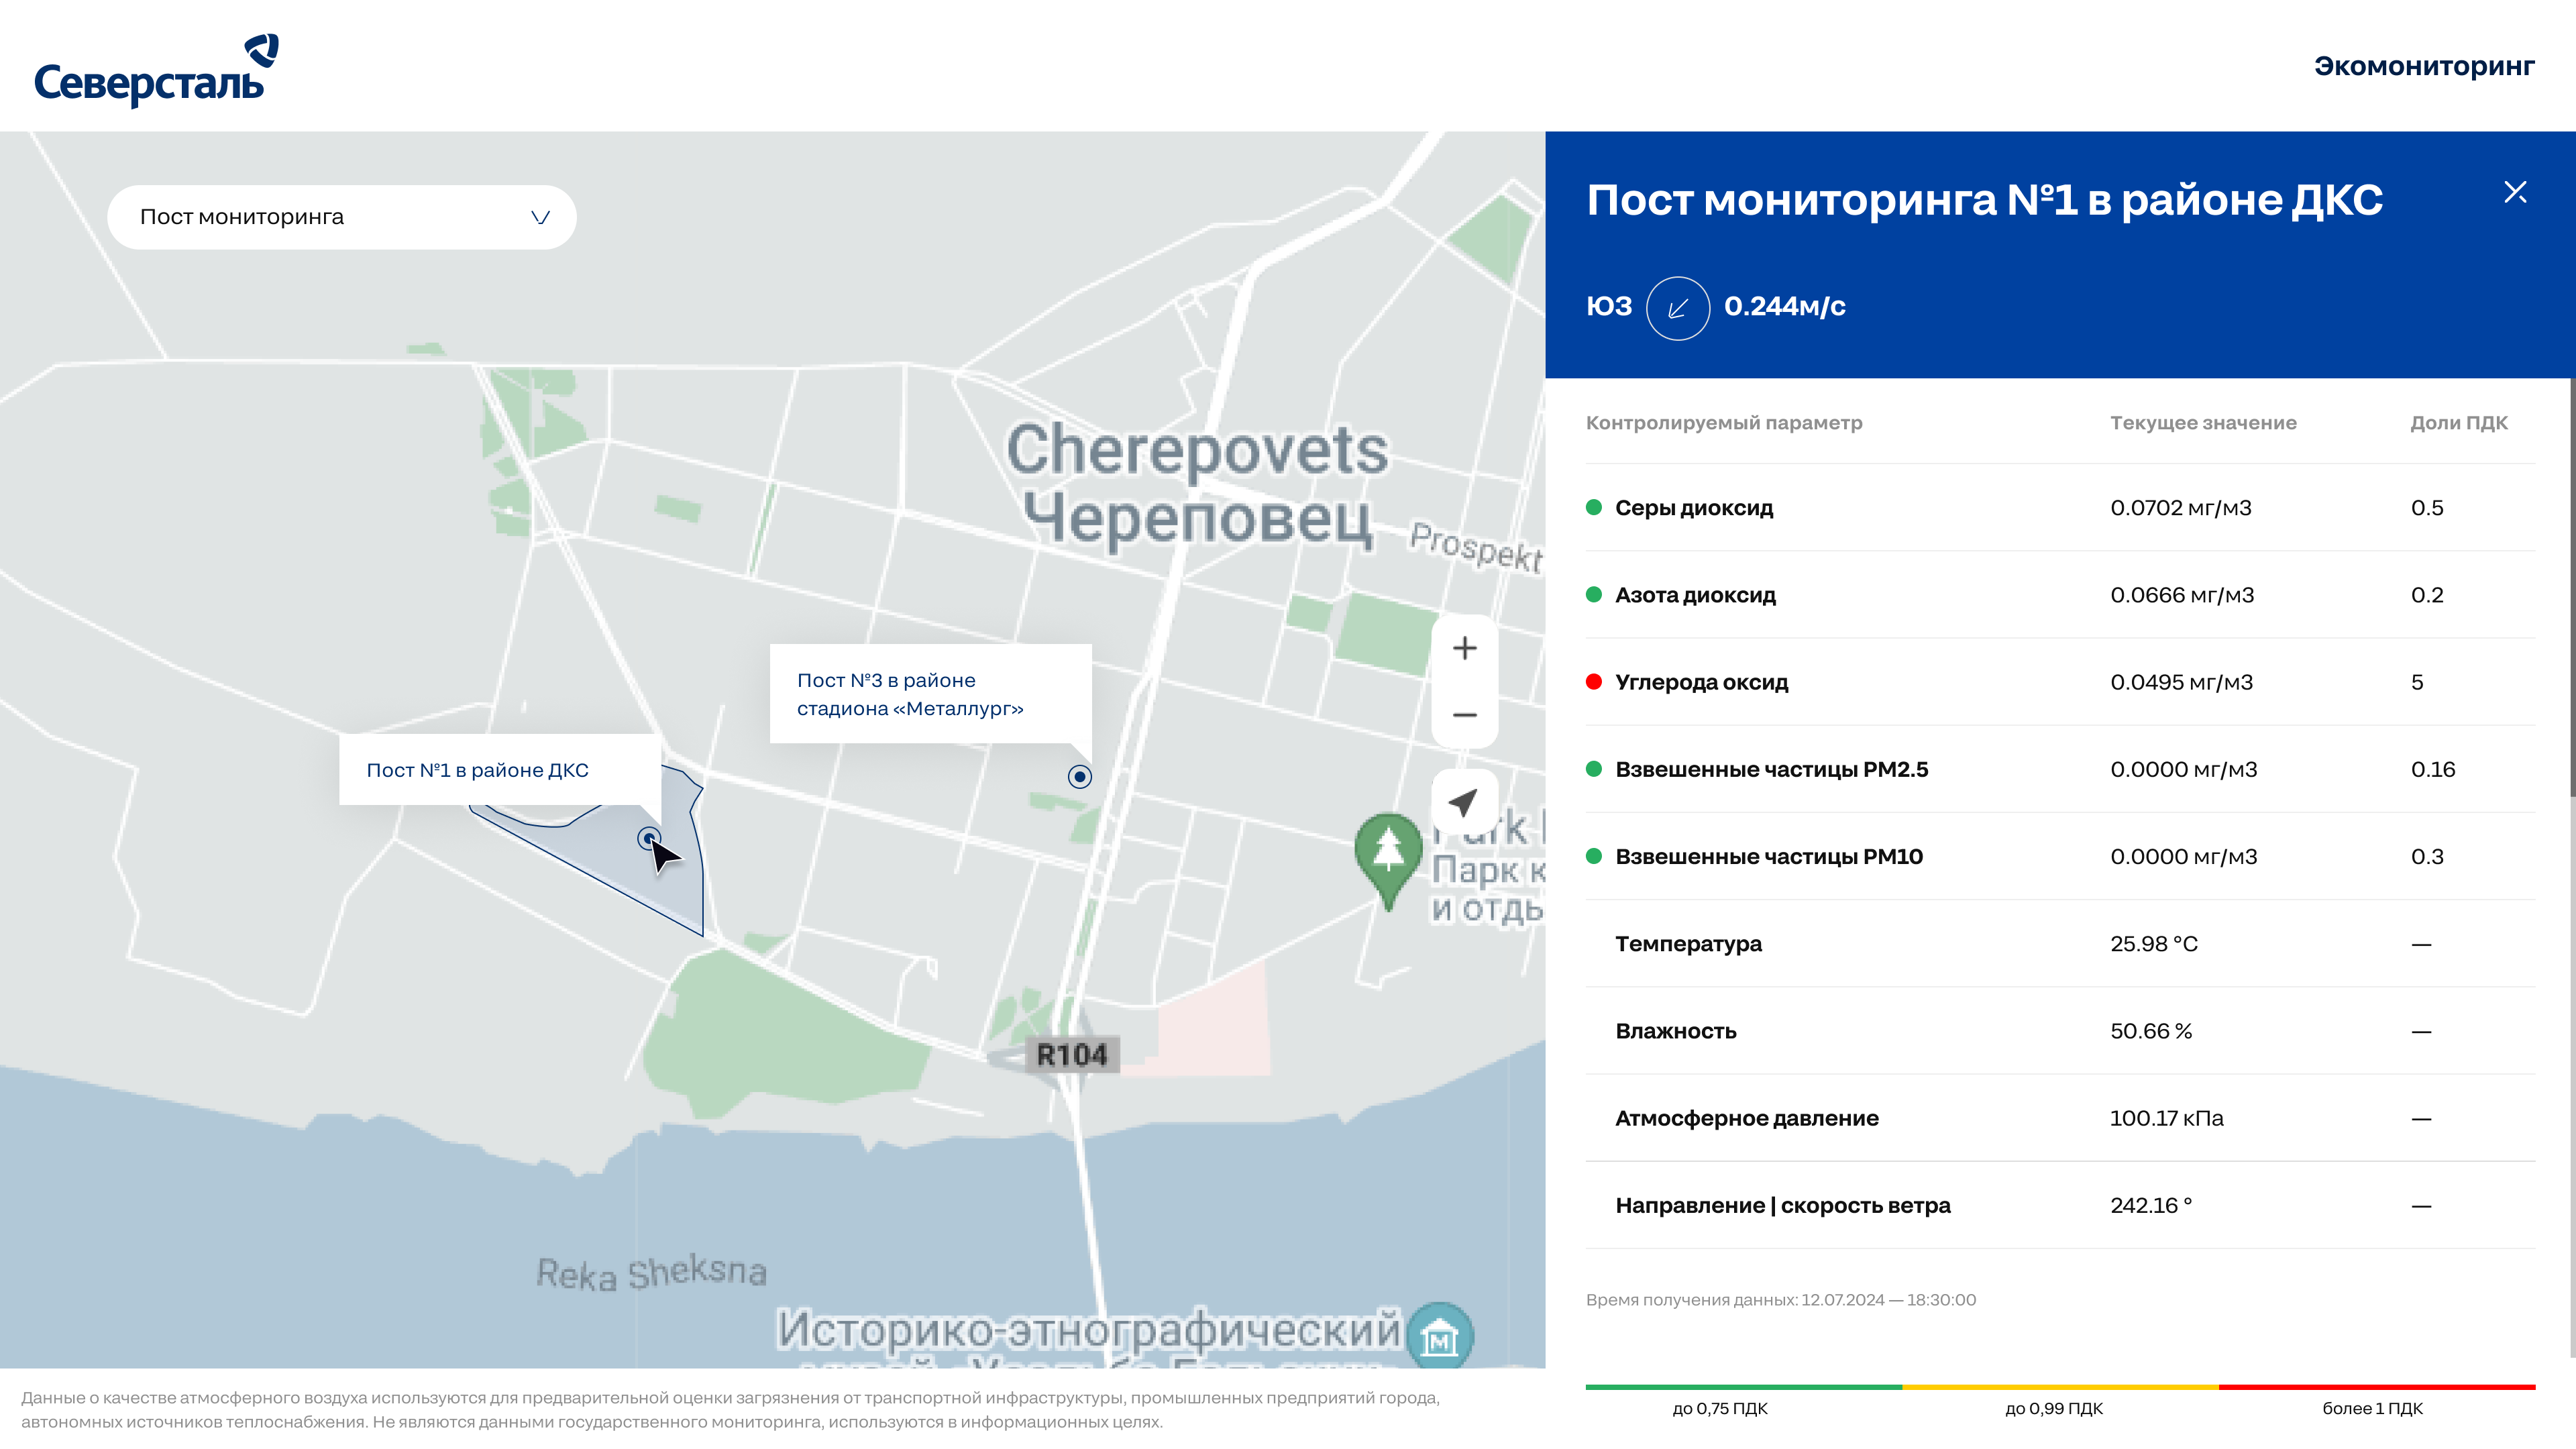 Северсталь
Экомониторинг
Пост мониторинга
Cherepovets
Череповец
Prospekt
Пост №3 в районе
стадиона «Металлург»
Пост №1 в районе ДКС
Парк к
и отды
R104
Reka Sheksna
Историко-этнографический
Данные о качестве атмосферного воздуха используются для предварительной оценки загрязнения от транспортной инфраструктуры, промышленных предприятий города,
автономных источников теплоснабжения. Не являются данными государственного мониторинга, используются в информационных целях.
Пост мониторинга №1 в районе ДКС
ЮЗ 0.244м/с
Контролируемый параметр Текущее значение Доли ПДК
Серы диоксид 0.0702 мг/м3 0.5
Азота диоксид 0.0666 мг/м3 0.2
Углерода оксид 0.0495 мг/м3 5
Взвешенные частицы PM2.5 0.0000 мг/м3 0.16
Взвешенные частицы PM10 0.0000 мг/м3 0.3
Температура 25.98 °C —
Влажность 50.66 % —
Атмосферное давление 100.17 кПа —
Направление | скорость ветра 242.16 ° —
Время получения данных: 12.07.2024 — 18:30:00
до 0,75 ПДК до 0,99 ПДК более 1 ПДК